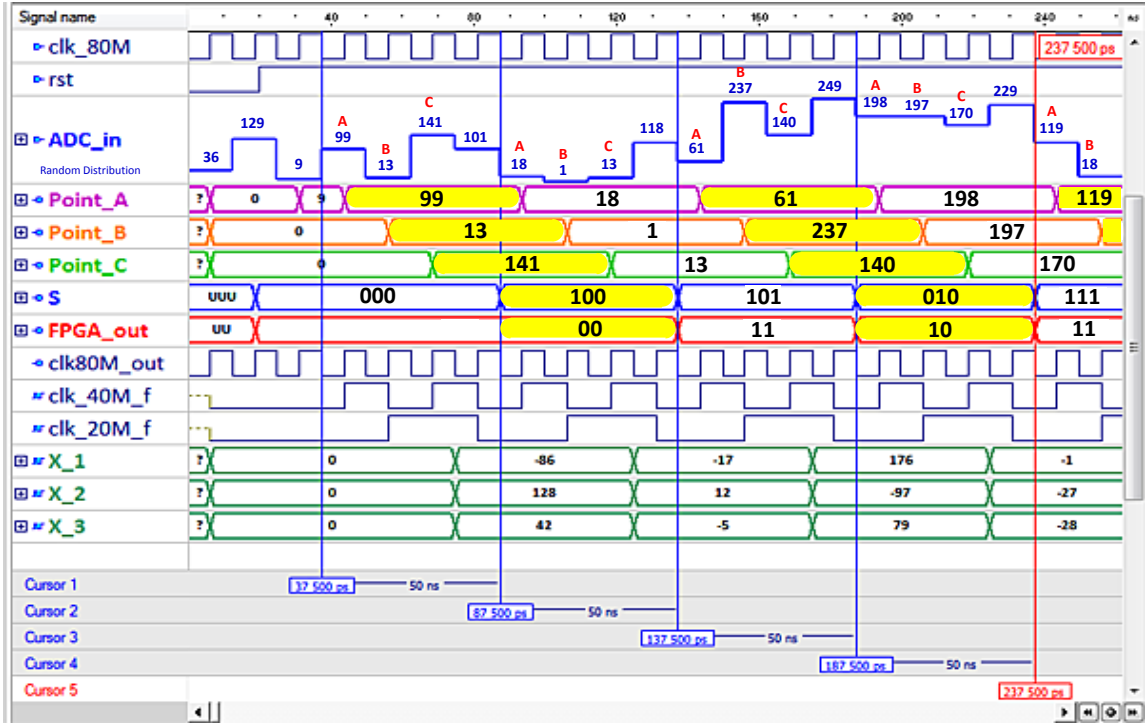 Signal name 40 80 120 160 200 240 ns
clk_80M 237 500 ps
rst
ADC_in 36 129 9 A 99 B 13 C 141 101 A 18 B 1 C 13 118 A 61 B 237 C 140 249 A 198 B 197 C 170 229 A 119 B 18
Random Distribution
Point_A ? 0 9 99 18 61 198 119
Point_B ? 0 13 1 237 197
Point_C ? 0 141 13 140 170
S UUU 000 100 101 010 111
FPGA_out UU 00 11 10 11
clk80M_out
clk_40M_f
clk_20M_f
X_1 ? 0 -86 -17 176 -1
X_2 ? 0 128 12 -97 -27
X_3 ? 0 42 -5 79 -28
Cursor 1 37 500 ps 50 ns
Cursor 2 87 500 ps 50 ns
Cursor 3 137 500 ps 50 ns
Cursor 4 187 500 ps 50 ns
Cursor 5 237 500 ps